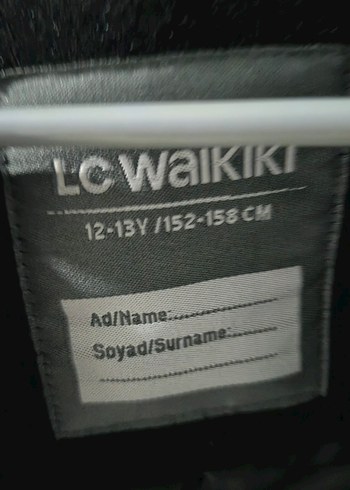 LC WAIKIKI
12-13Y /152-158 CM
Ad/Name:....................
Soyad/Surname:..........